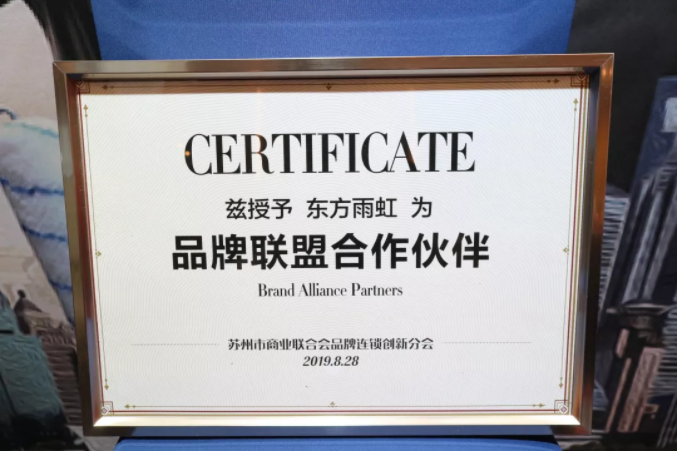 CERTIFICATE
兹授予 东方雨虹 为
品牌联盟合作伙伴
Brand Alliance Partners
苏州市商业联合会品牌连锁创新分会
2019.8.28